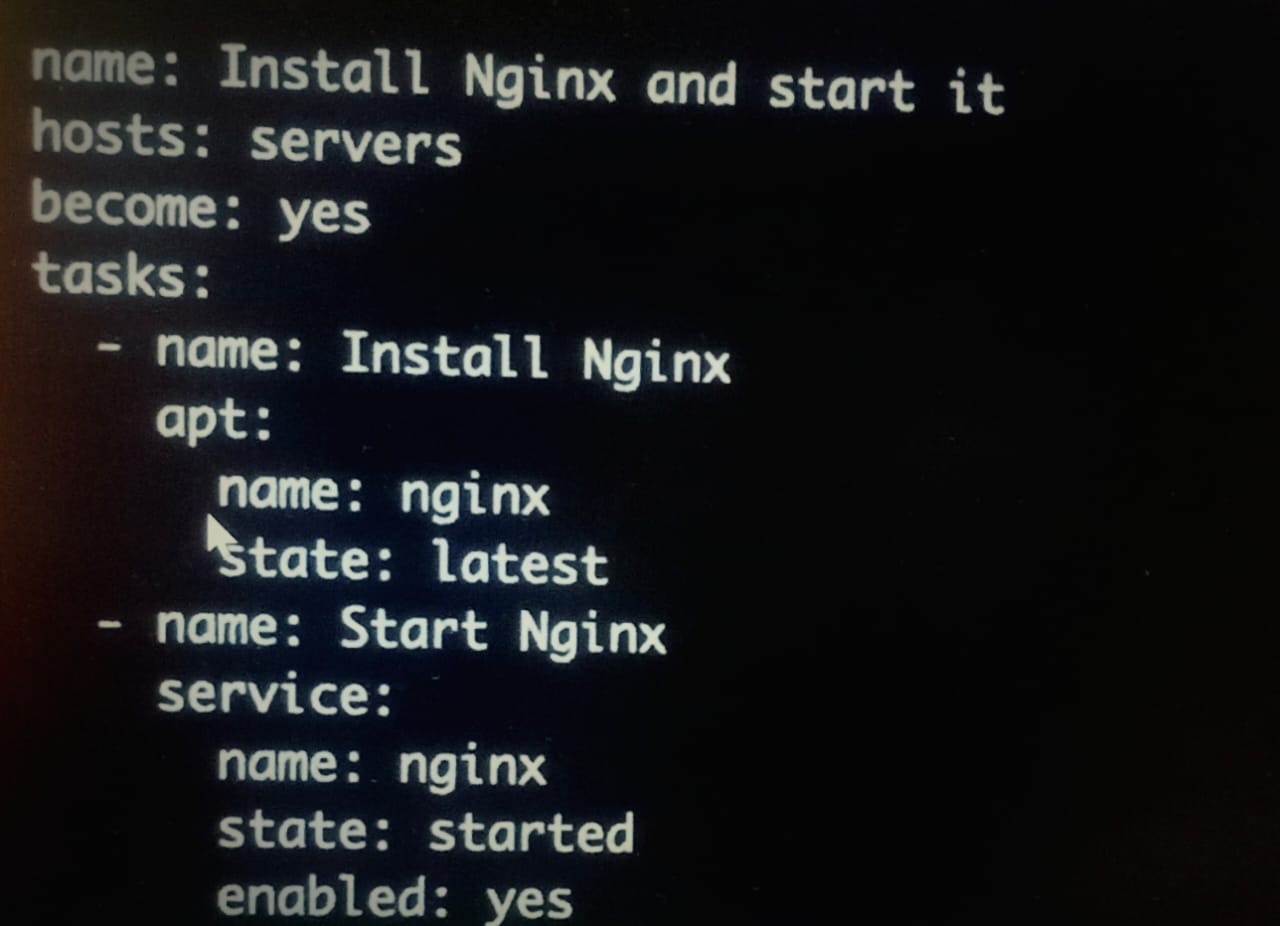 name: Install Nginx and start it
hosts: servers
become: yes
tasks:
  - name: Install Nginx
    apt:
      name: nginx
      state: latest
  - name: Start Nginx
    service:
      name: nginx
      state: started
      enabled: yes